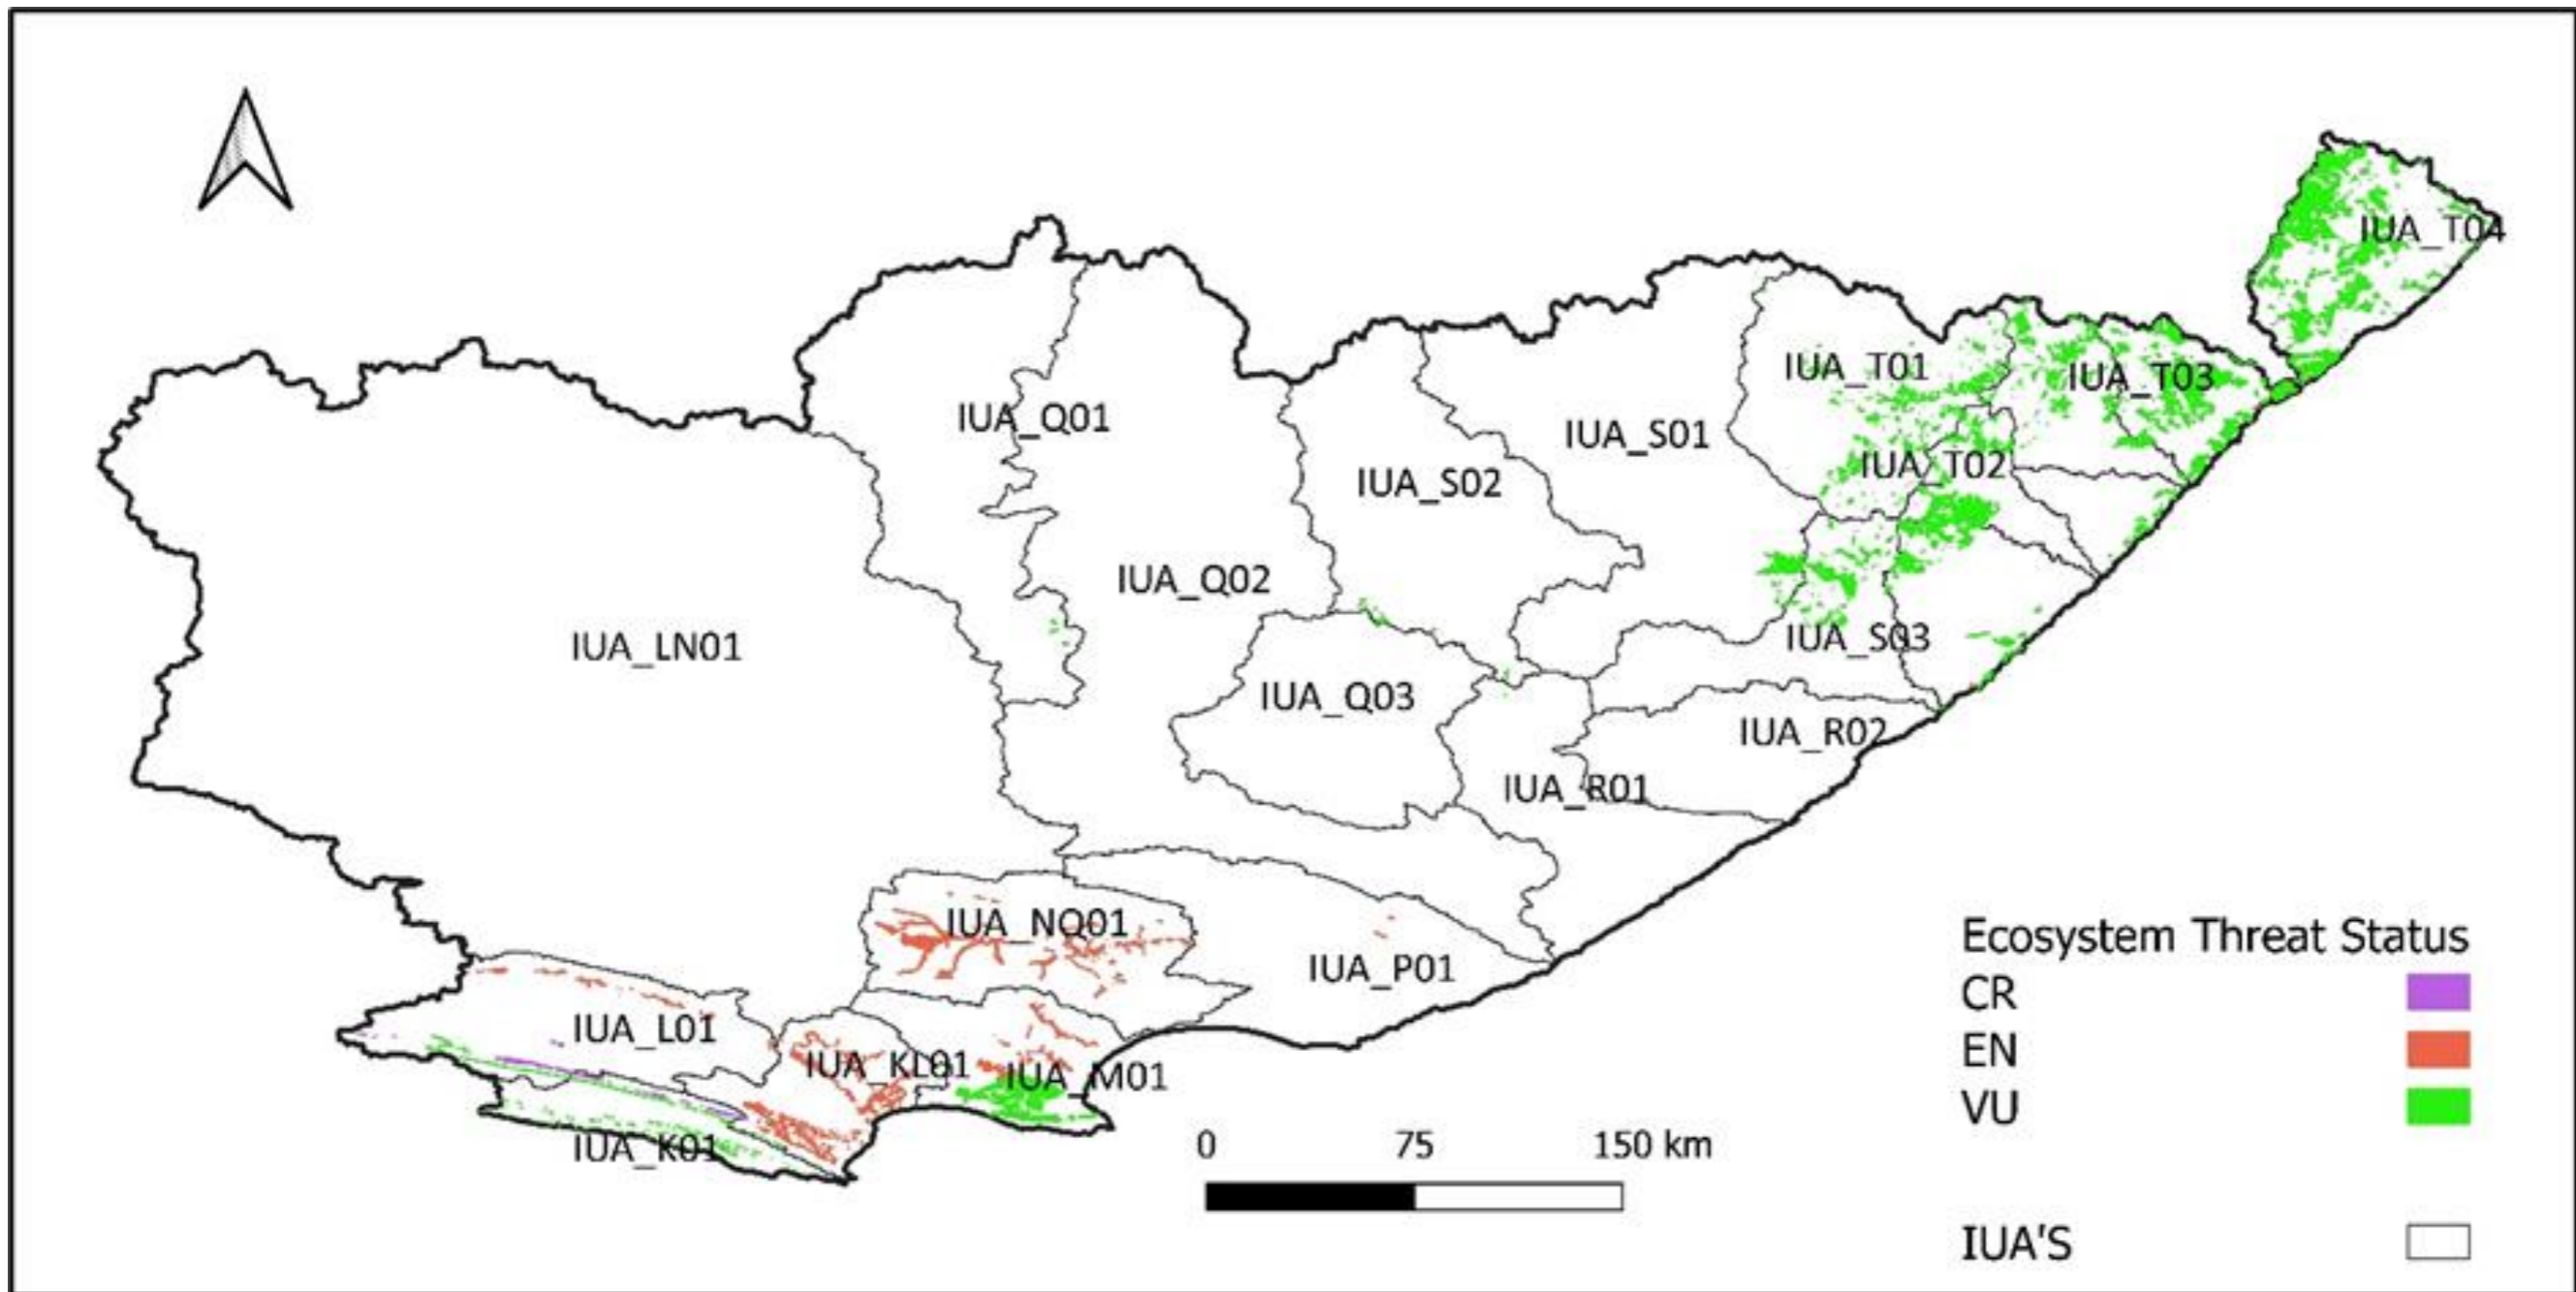 IUA_T04
IUA_T01
IUA_T03
IUA_Q01
IUA_S01
IUA_T02
IUA_S02
IUA_Q02
IUA_LN01
IUA_S03
IUA_Q03
IUA_R02
IUA_R01
IUA_NQ01
IUA_P01
IUA_L01
IUA_KL01
IUA_M01
IUA_K01
0 75 150 km
Ecosystem Threat Status
CR
EN
VU
IUA'S